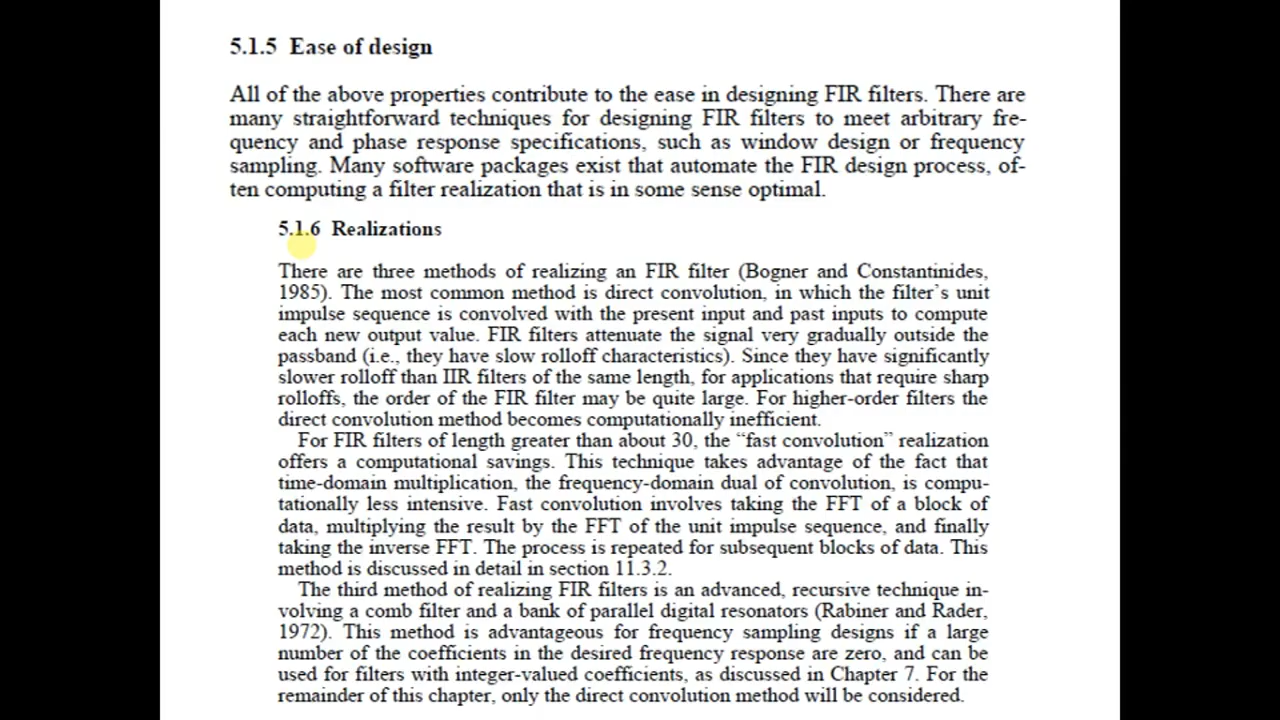 5.1.5 Ease of design
All of the above properties contribute to the ease in designing FIR filters. There are
many straightforward techniques for designing FIR filters to meet arbitrary fre-
quency and phase response specifications, such as window design or frequency
sampling. Many software packages exist that automate the FIR design process, of-
ten computing a filter realization that is in some sense optimal.
5.1.6 Realizations
There are three methods of realizing an FIR filter (Bogner and Constantinides,
1985). The most common method is direct convolution, in which the filter's unit
impulse sequence is convolved with the present input and past inputs to compute
each new output value. FIR filters attenuate the signal very gradually outside the
passband (i.e., they have slow rolloff characteristics). Since they have significantly
slower rolloff than IIR filters of the same length, for applications that require sharp
rolloffs, the order of the FIR filter may be quite large. For higher-order filters the
direct convolution method becomes computationally inefficient.
For FIR filters of length greater than about 30, the “fast convolution” realization
offers a computational savings. This technique takes advantage of the fact that
time-domain multiplication, the frequency-domain dual of convolution, is compu-
tationally less intensive. Fast convolution involves taking the FFT of a block of
data, multiplying the result by the FFT of the unit impulse sequence, and finally
taking the inverse FFT. The process is repeated for subsequent blocks of data. This
method is discussed in detail in section 11.3.2.
The third method of realizing FIR filters is an advanced, recursive technique in-
volving a comb filter and a bank of parallel digital resonators (Rabiner and Rader,
1972). This method is advantageous for frequency sampling designs if a large
number of the coefficients in the desired frequency response are zero, and can be
used for filters with integer-valued coefficients, as discussed in Chapter 7. For the
remainder of this chapter, only the direct convolution method will be considered.